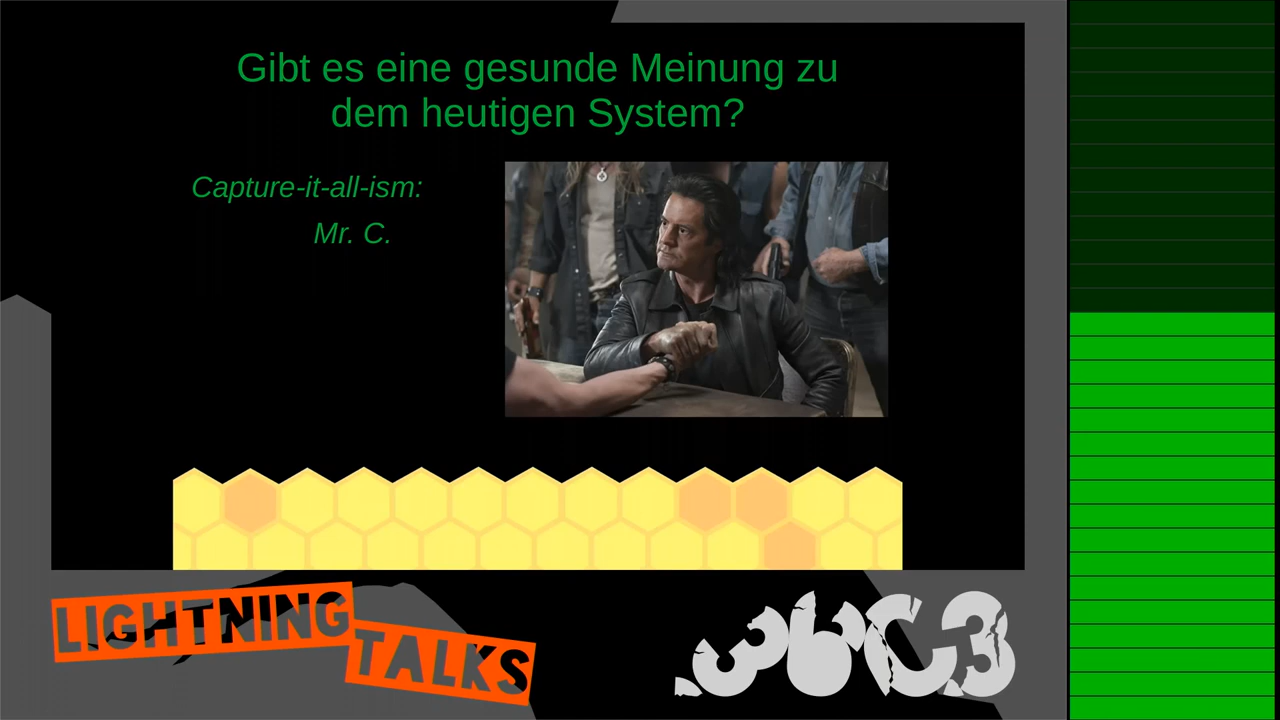 Gibt es eine gesunde Meinung zu
dem heutigen System?
Capture-it-all-ism:
Mr. C.
LIGHTNING
TALKS
36C3